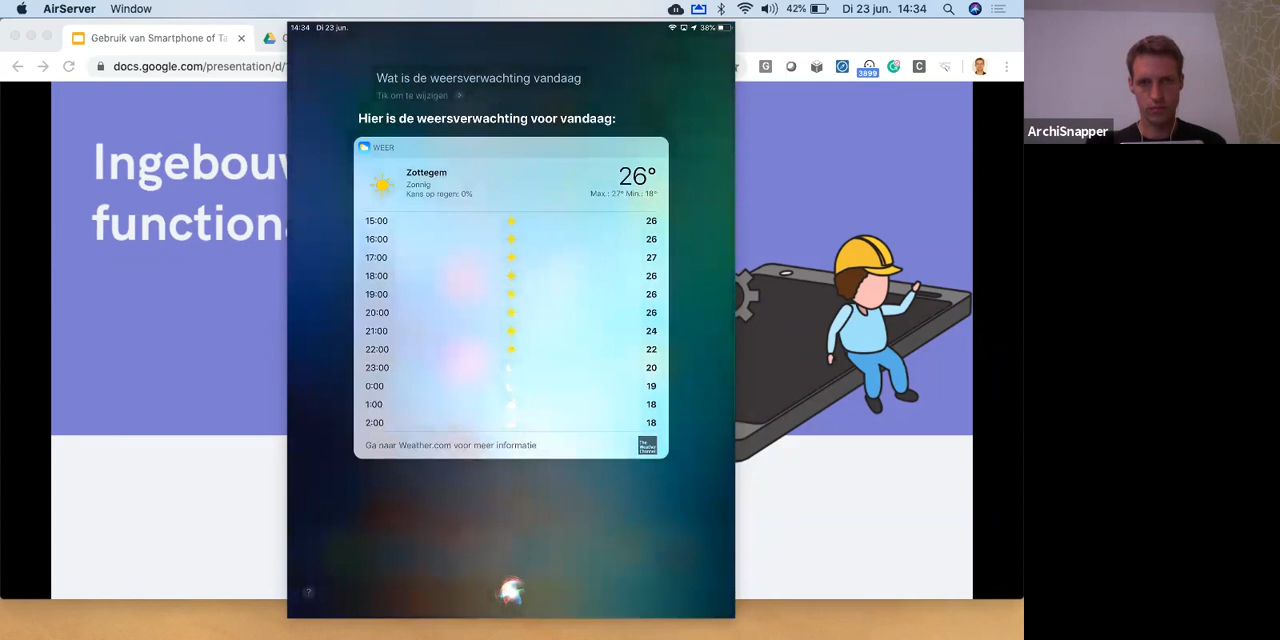 AirServer Window 42% Di 23 jun. 14:34
Gebruik van Smartphone of Ta
docs.google.com/presentation/d/
3899
ArchiSnapper
Ingebouw
function
14:34 Di 23 jun. 38%
Wat is de weersverwachting vandaag
Tik om te wijzigen
Hier is de weersverwachting voor vandaag:
WEER
Zottegem
Zonnig
Kans op regen: 0%
26°
Max.: 27° Min.: 18°
15:00 26
16:00 26
17:00 27
18:00 26
19:00 26
20:00 26
21:00 24
22:00 22
23:00 20
0:00 19
1:00 18
2:00 18
Ga naar Weather.com voor meer informatie
The Weather Channel
?